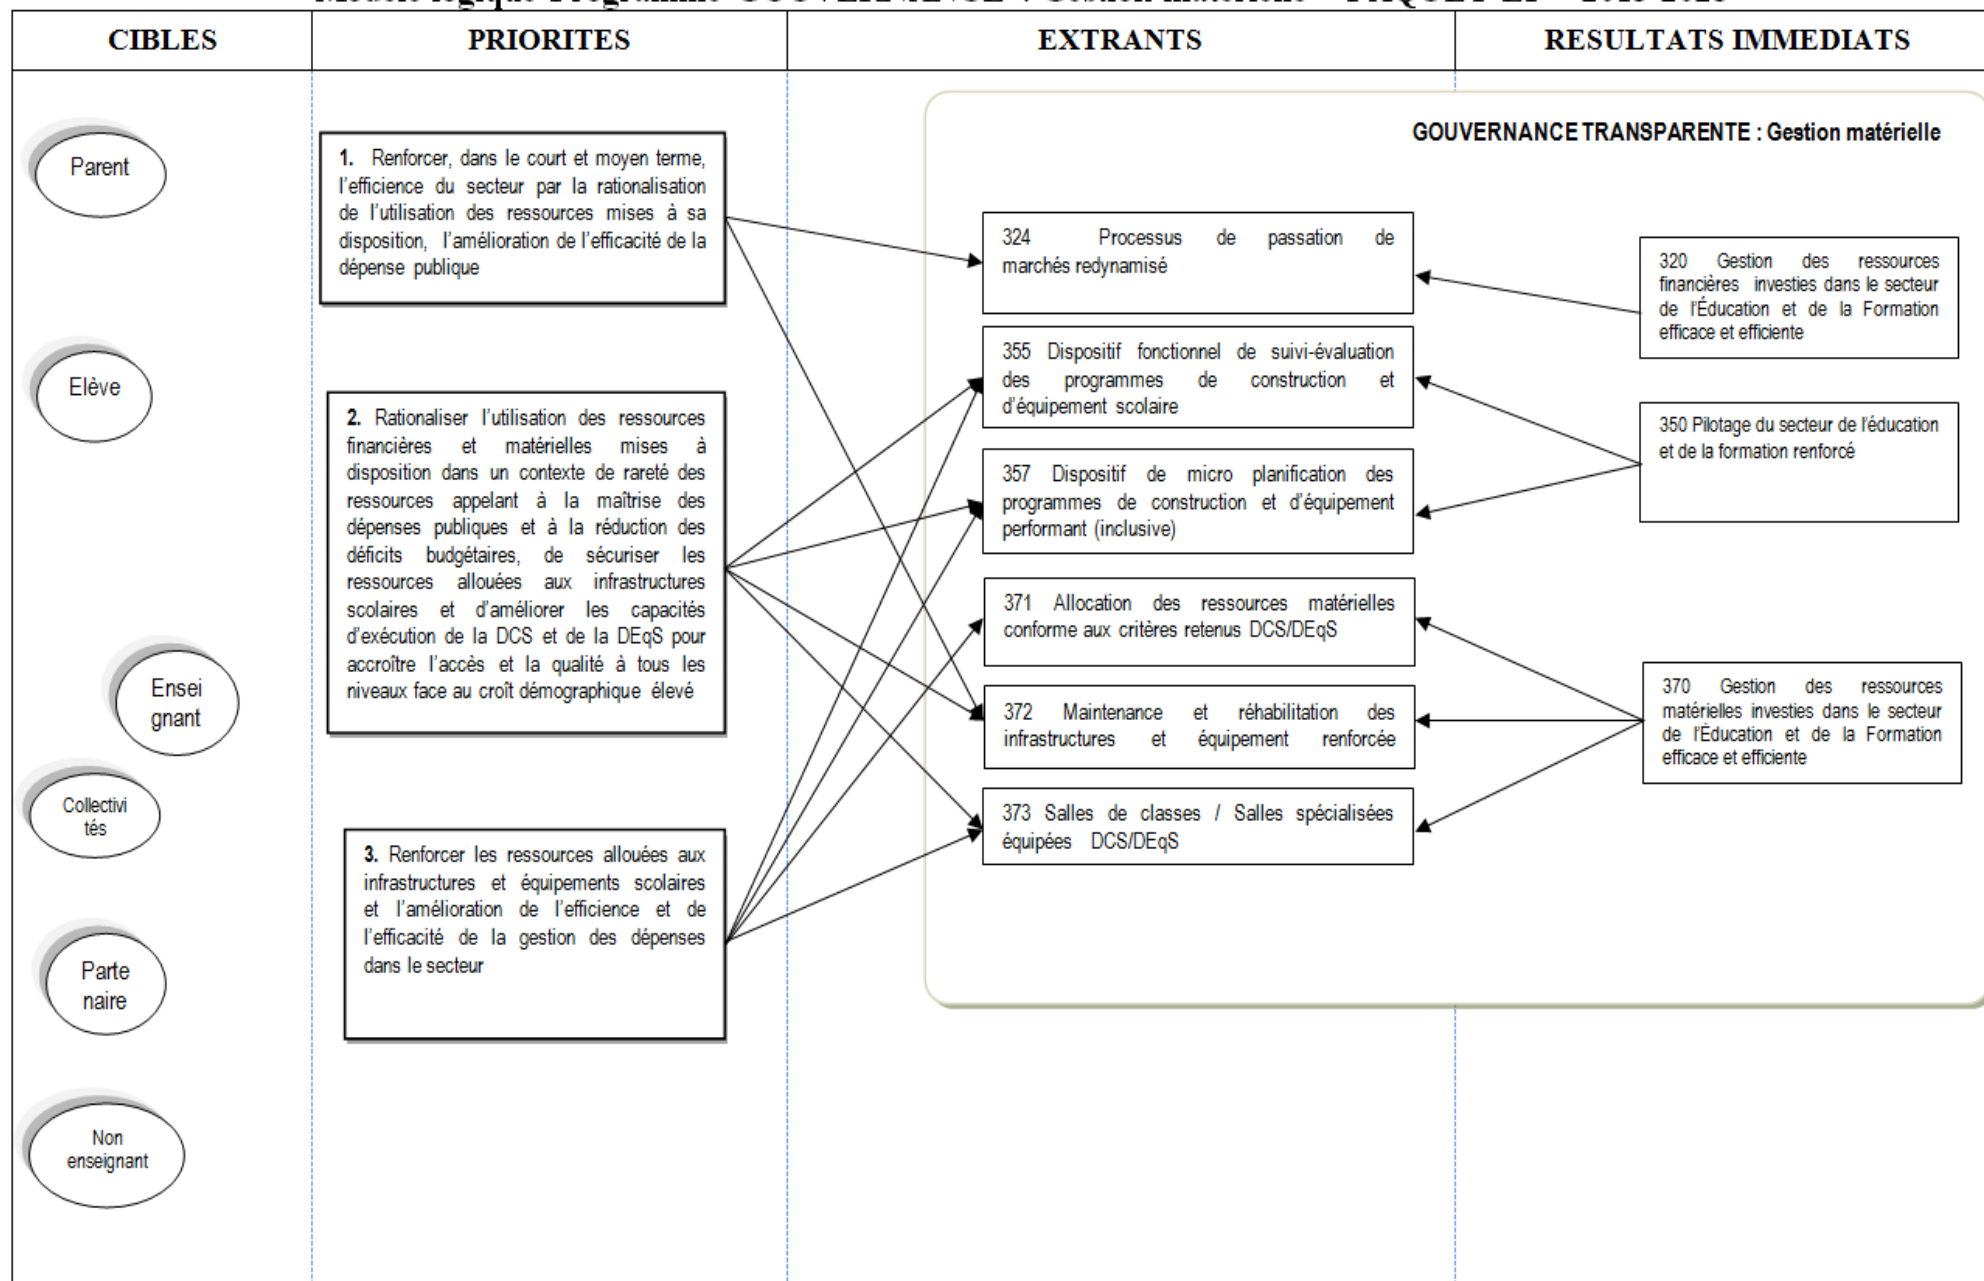 CIBLES
PRIORITES
EXTRANTS
RESULTATS IMMEDIATS
Parent
Elève
Ensei
gnant
Collectivi
tés
Parte
naire
Non
enseignant
1. Renforcer, dans le court et moyen terme,
l'efficience du secteur par la rationalisation
de l'utilisation des ressources mises à sa
disposition, l'amélioration de l'efficacité de la
dépense publique
2. Rationaliser l'utilisation des ressources
financières et matérielles mises à
disposition dans un contexte de rareté des
ressources appelant à la maîtrise des
dépenses publiques et à la réduction des
déficits budgétaires, de sécuriser les
ressources allouées aux infrastructures
scolaires et d'améliorer les capacités
d'exécution de la DCS et de la DEqS pour
accroître l'accès et la qualité à tous les
niveaux face au croît démographique élevé
3. Renforcer les ressources allouées aux
infrastructures et équipements scolaires
et l'amélioration de l'efficience et de
l'efficacité de la gestion des dépenses
dans le secteur
GOUVERNANCE TRANSPARENTE : Gestion matérielle
324 Processus de passation de
marchés redynamisé
355 Dispositif fonctionnel de suivi-évaluation
des programmes de construction et
d'équipement scolaire
357 Dispositif de micro planification des
programmes de construction et d'équipement
performant (inclusive)
371 Allocation des ressources matérielles
conforme aux critères retenus DCS/DEqS
372 Maintenance et réhabilitation des
infrastructures et équipement renforcée
373 Salles de classes / Salles spécialisées
équipées DCS/DEqS
320 Gestion des ressources
financières investies dans le secteur
de l'Éducation et de la Formation
efficace et efficiente
350 Pilotage du secteur de l'éducation
et de la formation renforcé
370 Gestion des ressources
matérielles investies dans le secteur
de l'Éducation et de la Formation
efficace et efficiente